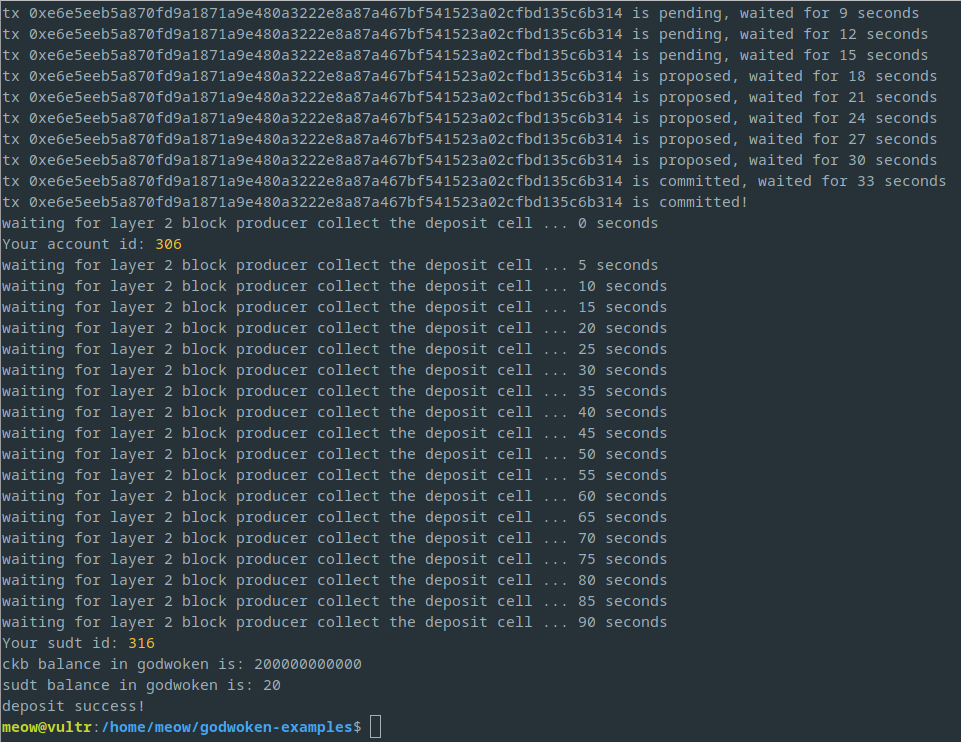 tx 0xe6e5eeb5a870fd9a1871a9e480a3222e8a87a467bf541523a02cfbd135c6b314 is pending, waited for 9 seconds
tx 0xe6e5eeb5a870fd9a1871a9e480a3222e8a87a467bf541523a02cfbd135c6b314 is pending, waited for 12 seconds
tx 0xe6e5eeb5a870fd9a1871a9e480a3222e8a87a467bf541523a02cfbd135c6b314 is pending, waited for 15 seconds
tx 0xe6e5eeb5a870fd9a1871a9e480a3222e8a87a467bf541523a02cfbd135c6b314 is proposed, waited for 18 seconds
tx 0xe6e5eeb5a870fd9a1871a9e480a3222e8a87a467bf541523a02cfbd135c6b314 is proposed, waited for 21 seconds
tx 0xe6e5eeb5a870fd9a1871a9e480a3222e8a87a467bf541523a02cfbd135c6b314 is proposed, waited for 24 seconds
tx 0xe6e5eeb5a870fd9a1871a9e480a3222e8a87a467bf541523a02cfbd135c6b314 is proposed, waited for 27 seconds
tx 0xe6e5eeb5a870fd9a1871a9e480a3222e8a87a467bf541523a02cfbd135c6b314 is proposed, waited for 30 seconds
tx 0xe6e5eeb5a870fd9a1871a9e480a3222e8a87a467bf541523a02cfbd135c6b314 is committed, waited for 33 seconds
tx 0xe6e5eeb5a870fd9a1871a9e480a3222e8a87a467bf541523a02cfbd135c6b314 is committed!
waiting for layer 2 block producer collect the deposit cell ... 0 seconds
Your account id: 306
waiting for layer 2 block producer collect the deposit cell ... 5 seconds
waiting for layer 2 block producer collect the deposit cell ... 10 seconds
waiting for layer 2 block producer collect the deposit cell ... 15 seconds
waiting for layer 2 block producer collect the deposit cell ... 20 seconds
waiting for layer 2 block producer collect the deposit cell ... 25 seconds
waiting for layer 2 block producer collect the deposit cell ... 30 seconds
waiting for layer 2 block producer collect the deposit cell ... 35 seconds
waiting for layer 2 block producer collect the deposit cell ... 40 seconds
waiting for layer 2 block producer collect the deposit cell ... 45 seconds
waiting for layer 2 block producer collect the deposit cell ... 50 seconds
waiting for layer 2 block producer collect the deposit cell ... 55 seconds
waiting for layer 2 block producer collect the deposit cell ... 60 seconds
waiting for layer 2 block producer collect the deposit cell ... 65 seconds
waiting for layer 2 block producer collect the deposit cell ... 70 seconds
waiting for layer 2 block producer collect the deposit cell ... 75 seconds
waiting for layer 2 block producer collect the deposit cell ... 80 seconds
waiting for layer 2 block producer collect the deposit cell ... 85 seconds
waiting for layer 2 block producer collect the deposit cell ... 90 seconds
Your sudt id: 316
ckb balance in godwoken is: 200000000000
sudt balance in godwoken is: 20
deposit success!
meow@vultr:/home/meow/godwoken-examples$